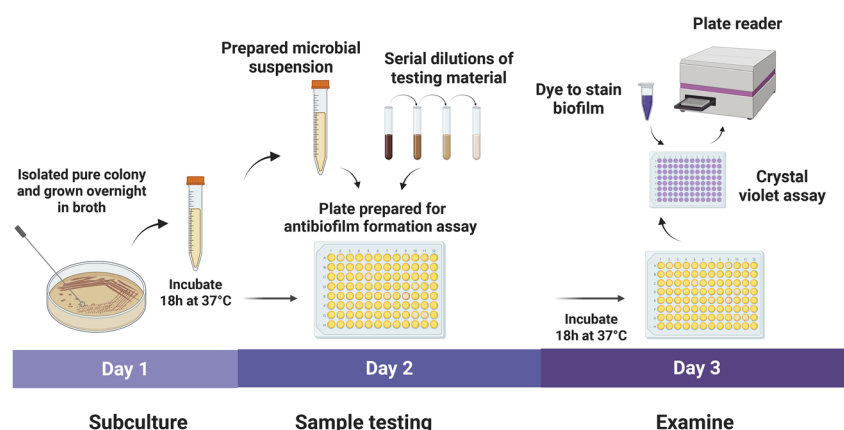 Isolated pure colony
and grown overnight
in broth
Incubate
18h at 37°C
Prepared microbial
suspension
Serial dilutions of
testing material
Plate prepared for
antibiofilm formation assay
Incubate
18h at 37°C
Dye to stain
biofilm
Plate reader
Crystal
violet assay
Day 1
Day 2
Day 3
Subculture
Sample testing
Examine